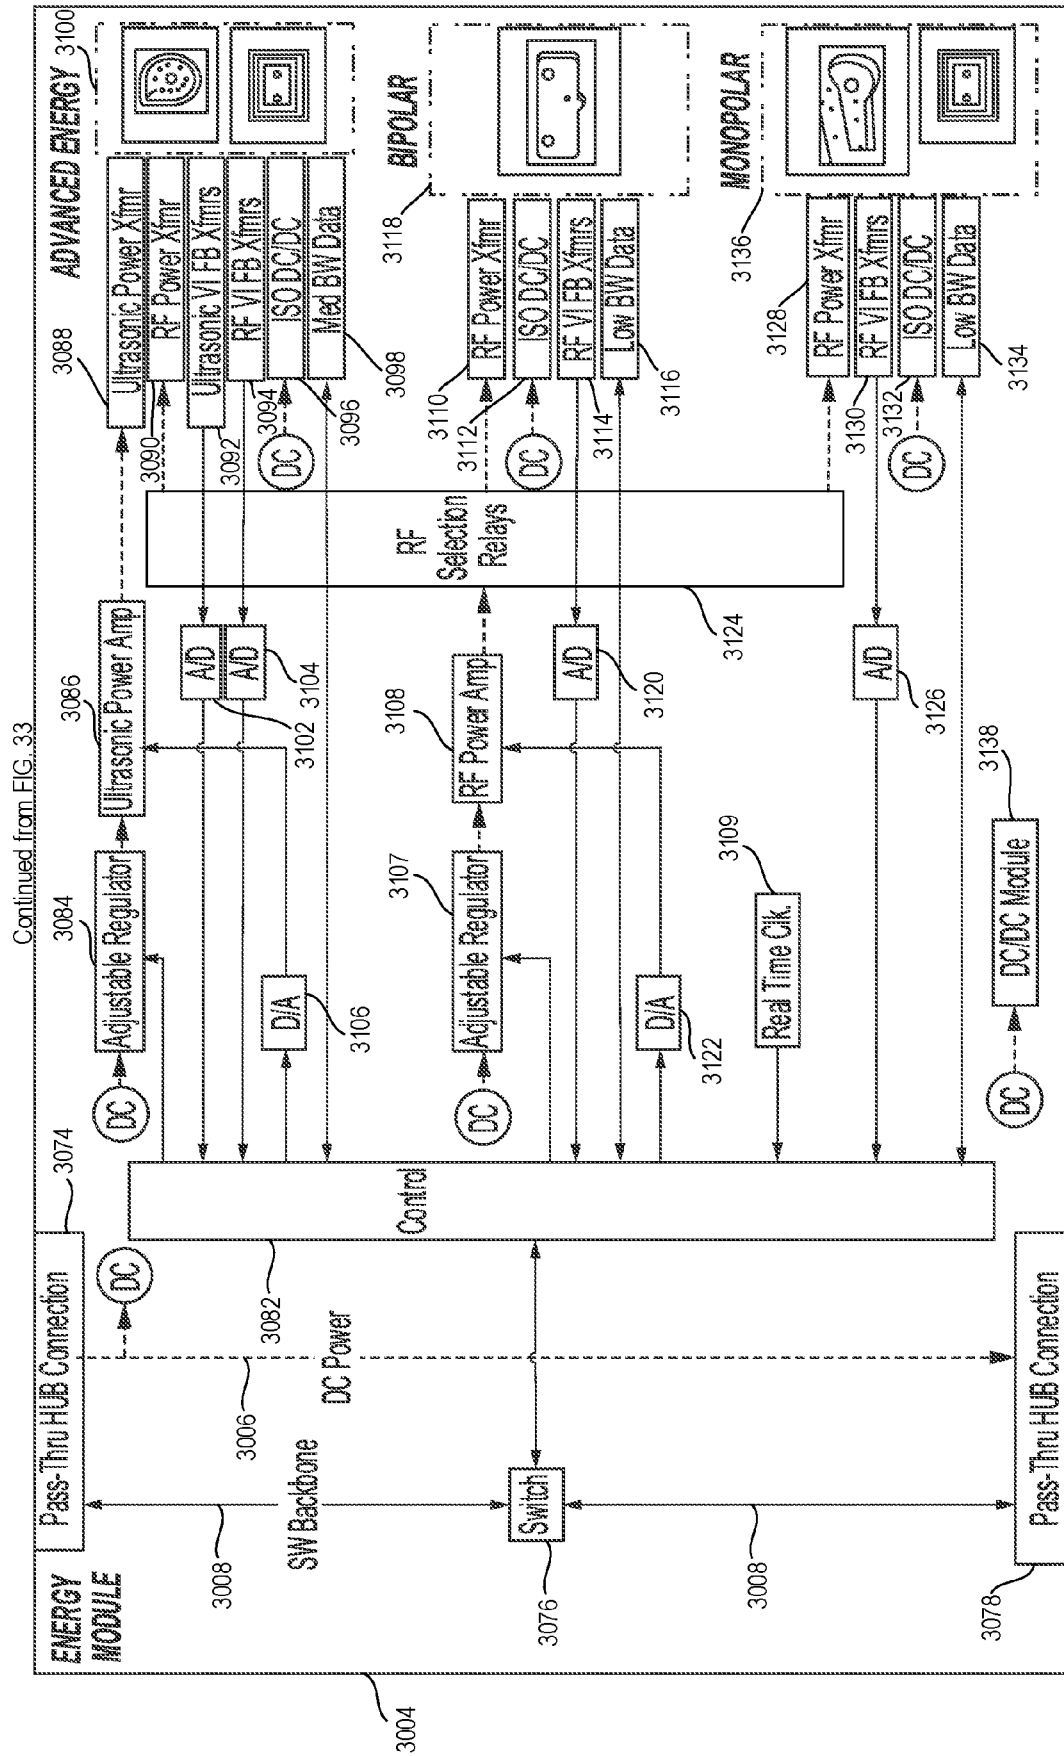 Continued from FIG. 33
ENERGY
MODULE
3004
Pass-Thru HUB Connection
3074
3008
SW Backbone
3006
DC Power
Switch
3076
3008
Pass-Thru HUB Connection
3078
DC
Control
3082
DC
Adjustable Regulator
3084
Ultrasonic Power Amp
3086
A/D
3102
A/D
3104
D/A
3106
DC
Adjustable Regulator
3107
RF Power Amp
3108
A/D
3120
D/A
3122
Real Time Clk.
3109
A/D
3126
DC
DC/DC Module
3138
RF
Selection
Relays
3124
ADVANCED ENERGY
3100
3088
Ultrasonic Power Xfmr
RF Power Xfmr
3090
Ultrasonic VI FB Xfmrs
3092
RF VI FB Xfmrs
3094
DC
ISO DC/DC
3096
Med BW Data
3098
BIPOLAR
3118
3110
RF Power Xfmr
3112
DC
ISO DC/DC
RF VI FB Xfmrs
3114
Low BW Data
3116
MONOPOLAR
3136
3128
RF Power Xfmr
RF VI FB Xfmrs
3130
DC
ISO DC/DC
3132
Low BW Data
3134